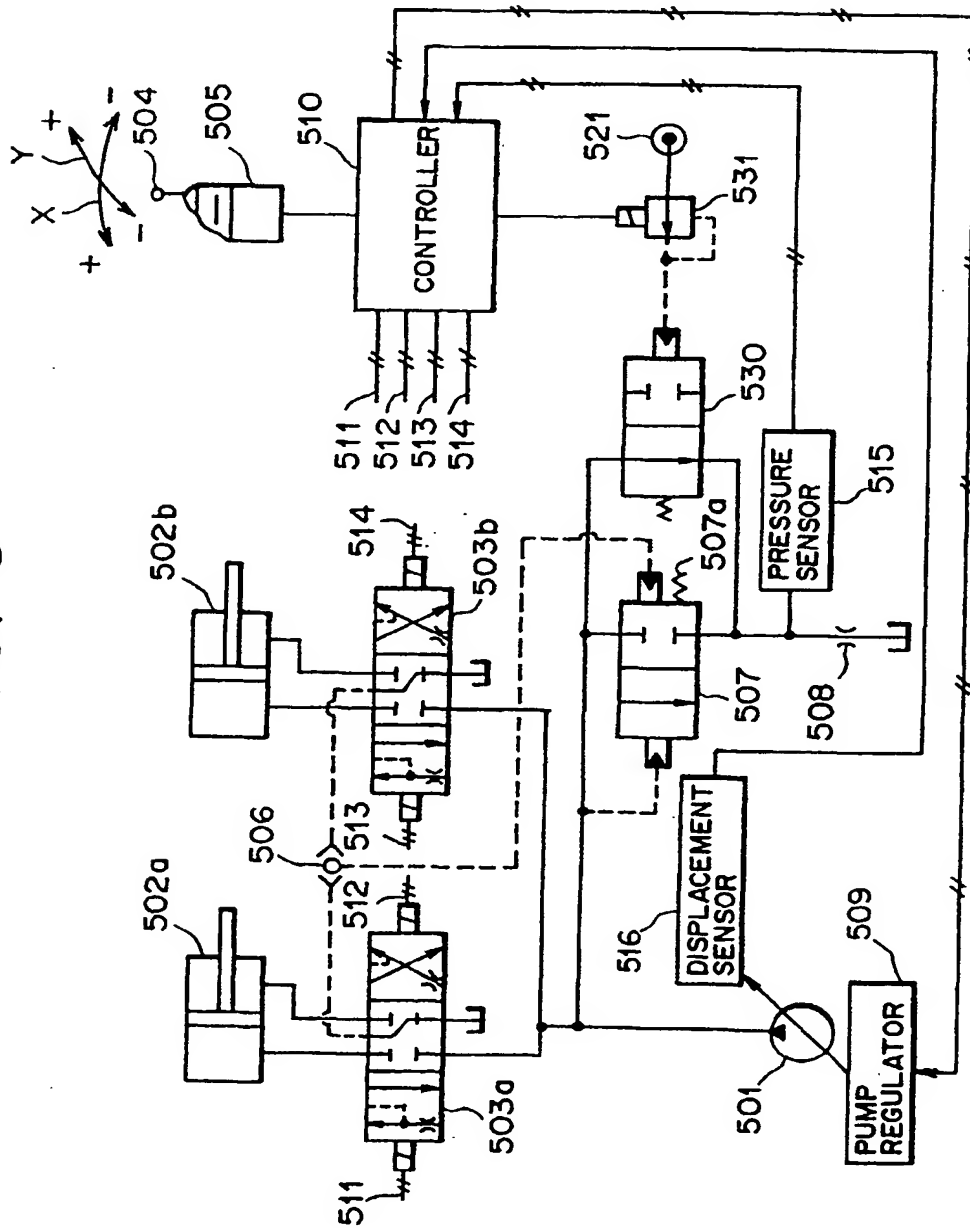 Y
+
X
-
504
+
-
505
510
CONTROLLER
511
512
513
514
521
531
502b
514
503b
530
502a
506
513
512
507a
PRESSURE
SENSOR
515
507
508
503a
511
516
DISPLACEMENT
SENSOR
509
501
PUMP
REGULATOR